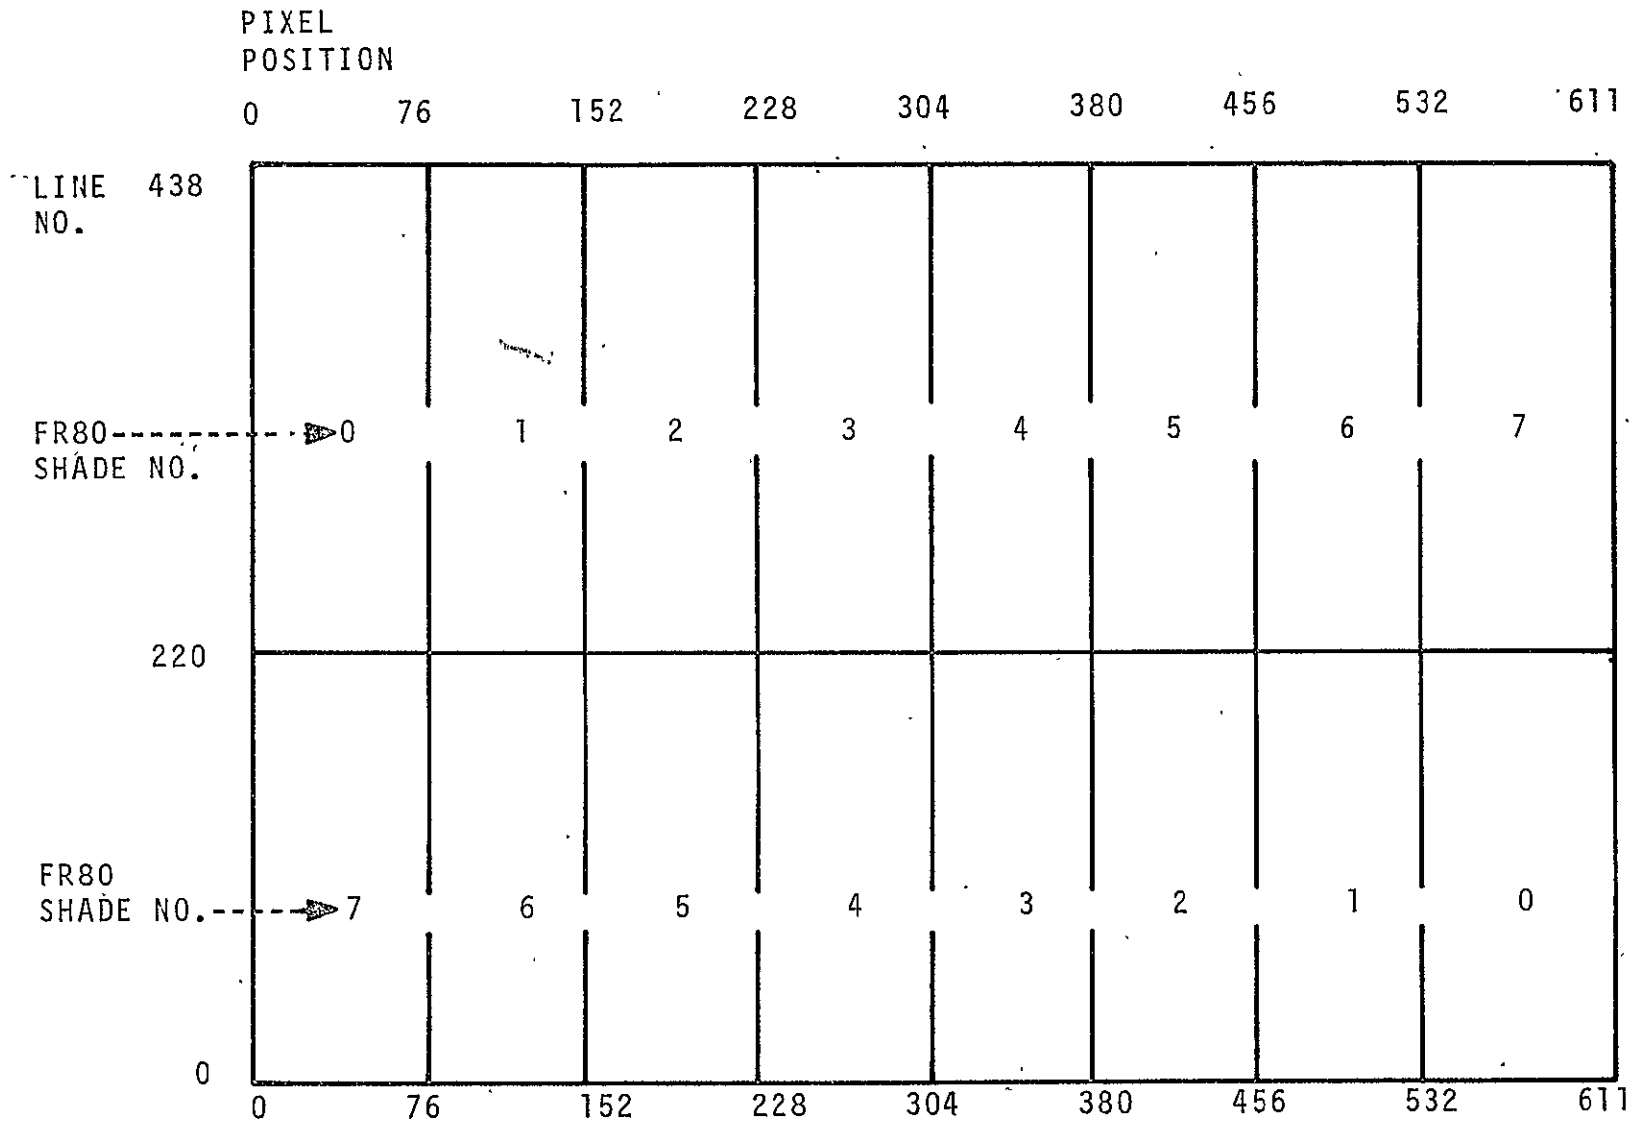 PIXEL
POSITION
0 76 152 228 304 380 456 532 611
LINE 438
NO.
FR80 0 1 2 3 4 5 6 7
SHADE NO.
220
FR80
SHADE NO. 7 6 5 4 3 2 1 0
0
0 76 152 228 304 380 456 532 611